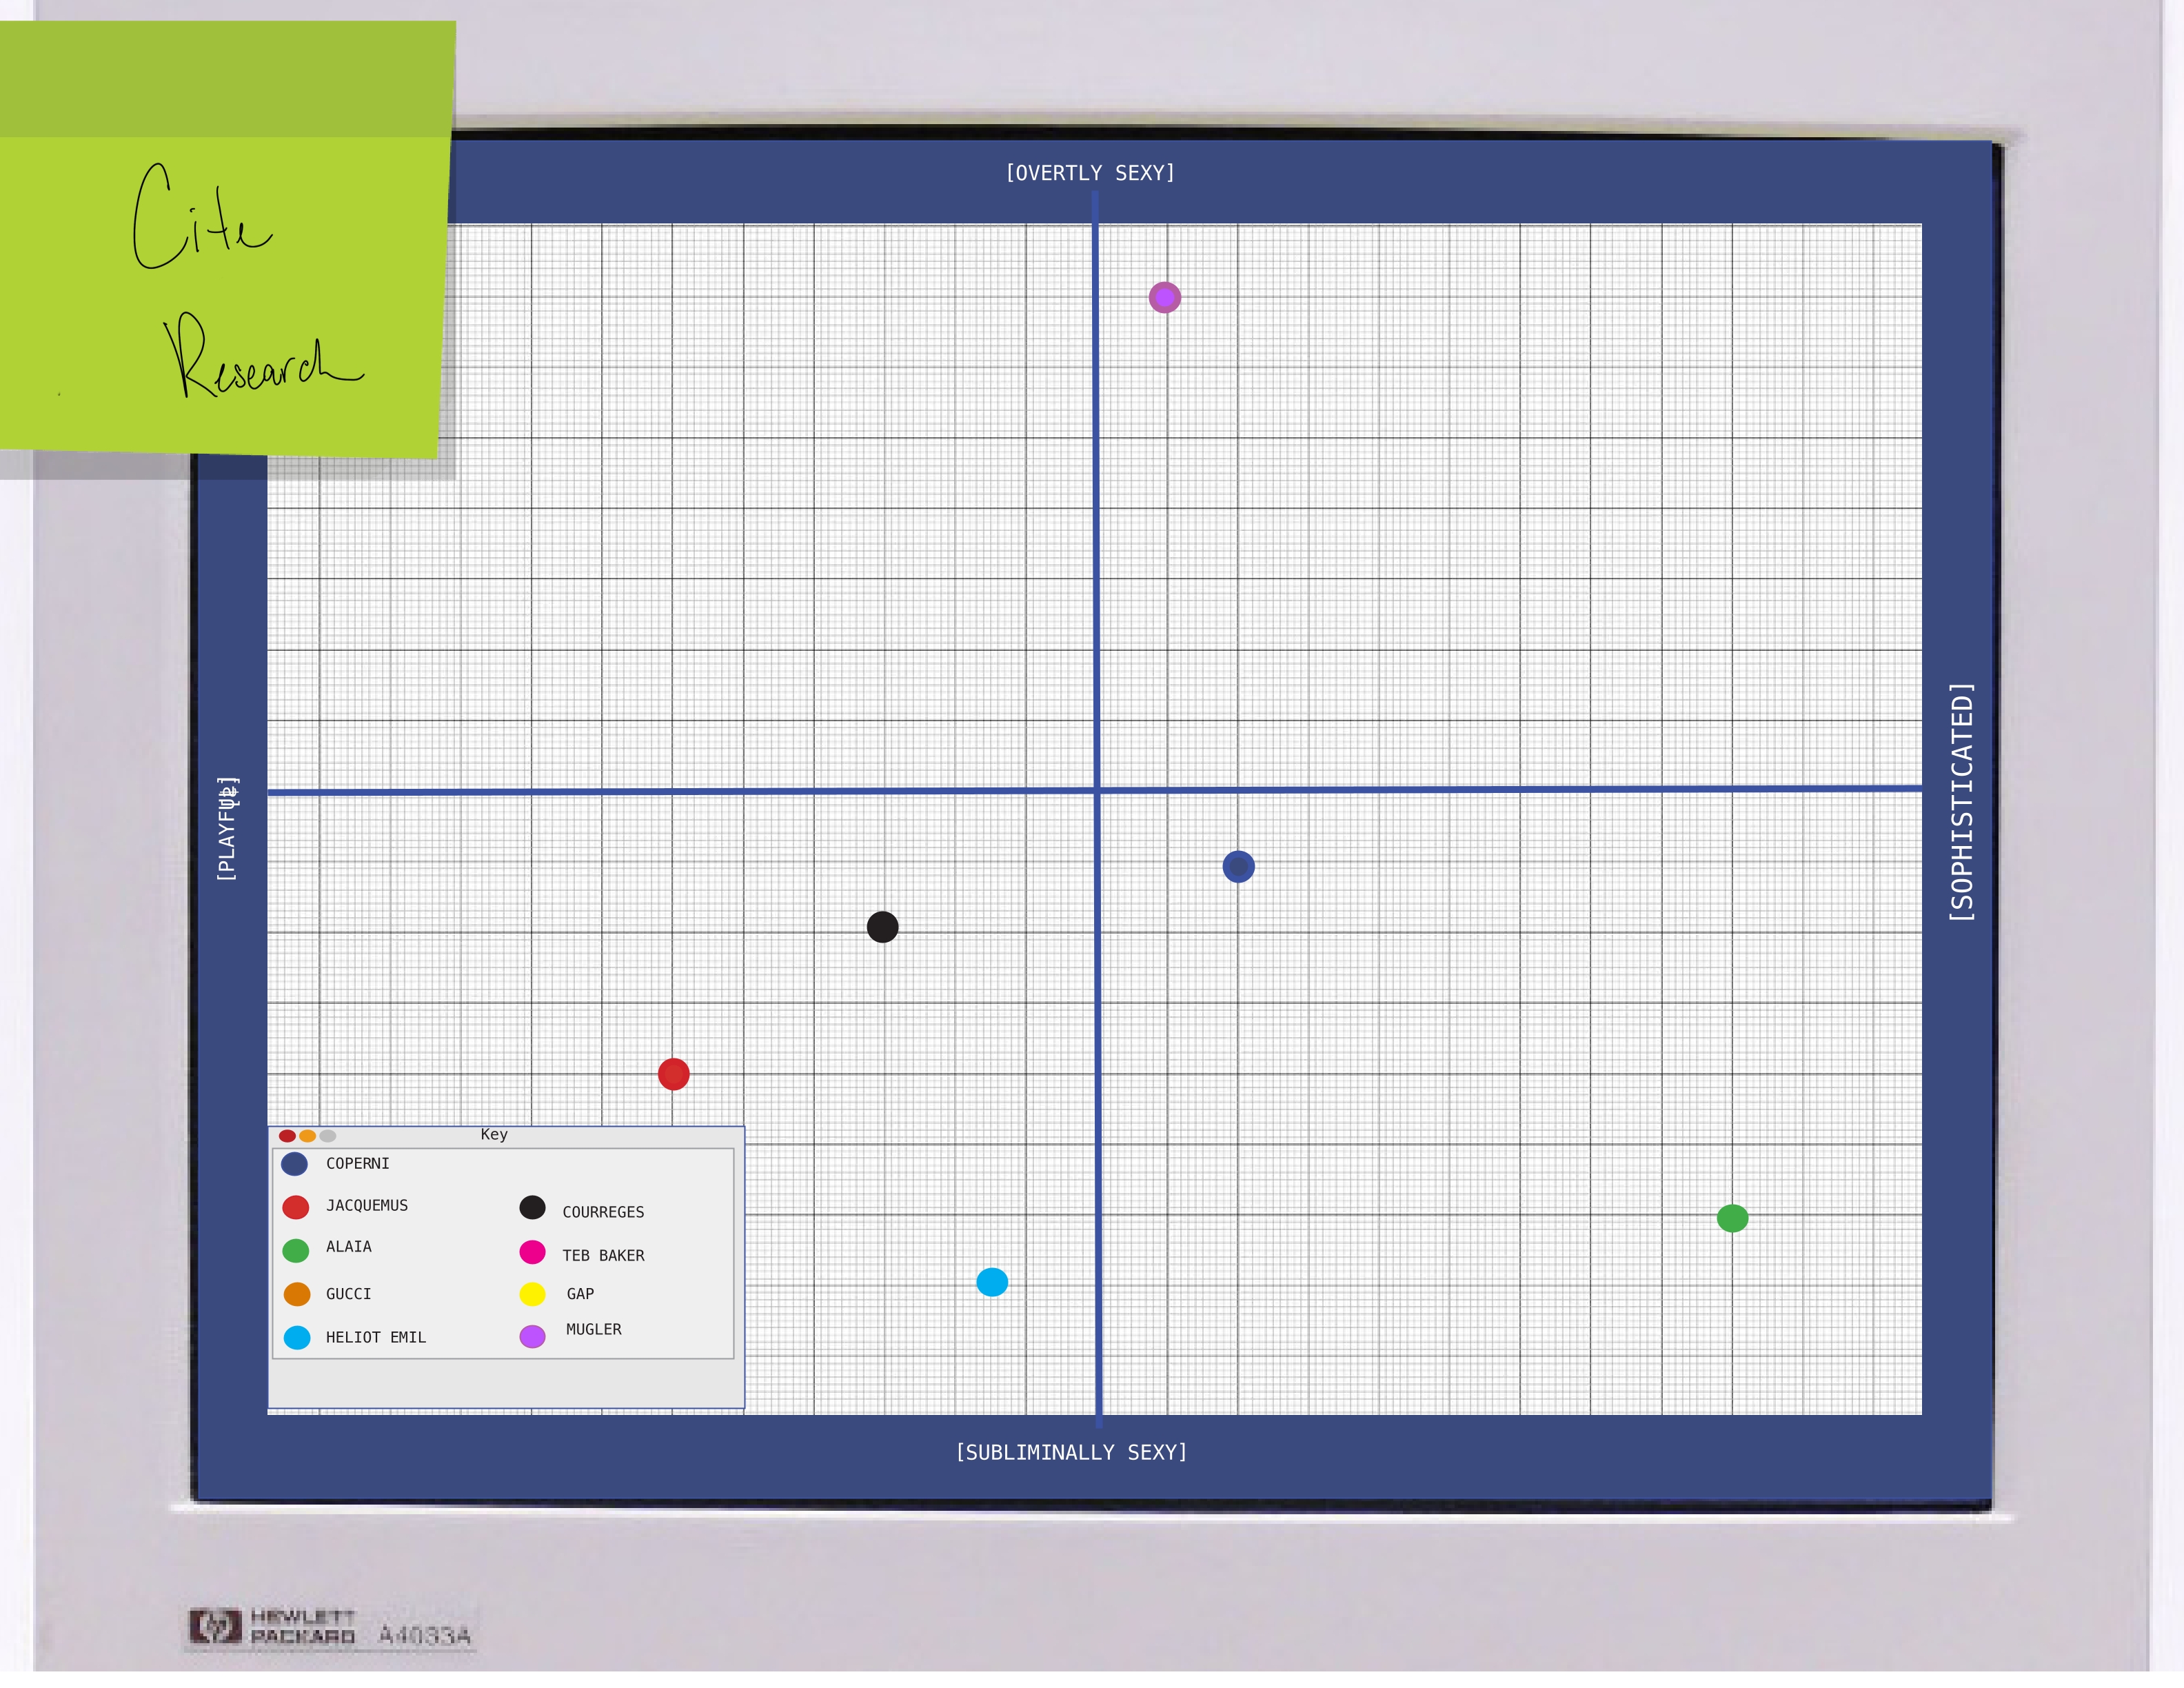 Cite
Research
[OVERTLY SEXY]
[PLAYFUL]
[SOPHISTICATED]
Key
COPERNI
JACQUEMUS
ALAIA
GUCCI
HELIOT EMIL
COURREGES
TEB BAKER
GAP
MUGLER
[SUBLIMINALLY SEXY]
hp HEWLETT
PACKARD A4033A